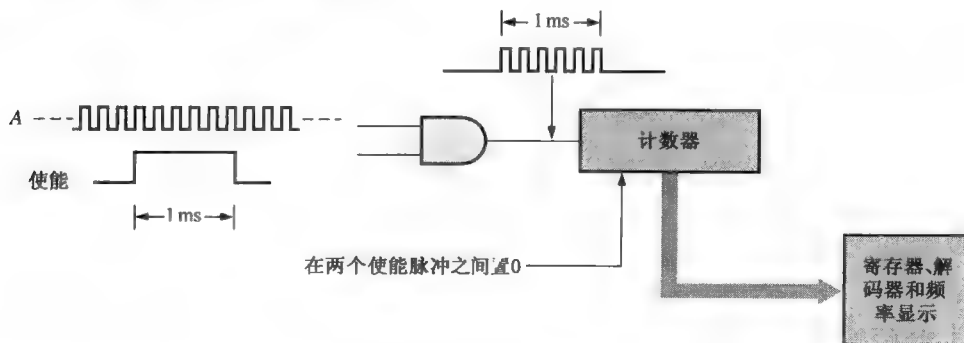 1 ms
A
使能
1 ms
计数器
在两个使能脉冲之间置0
寄存器、解
码器和频
率显示